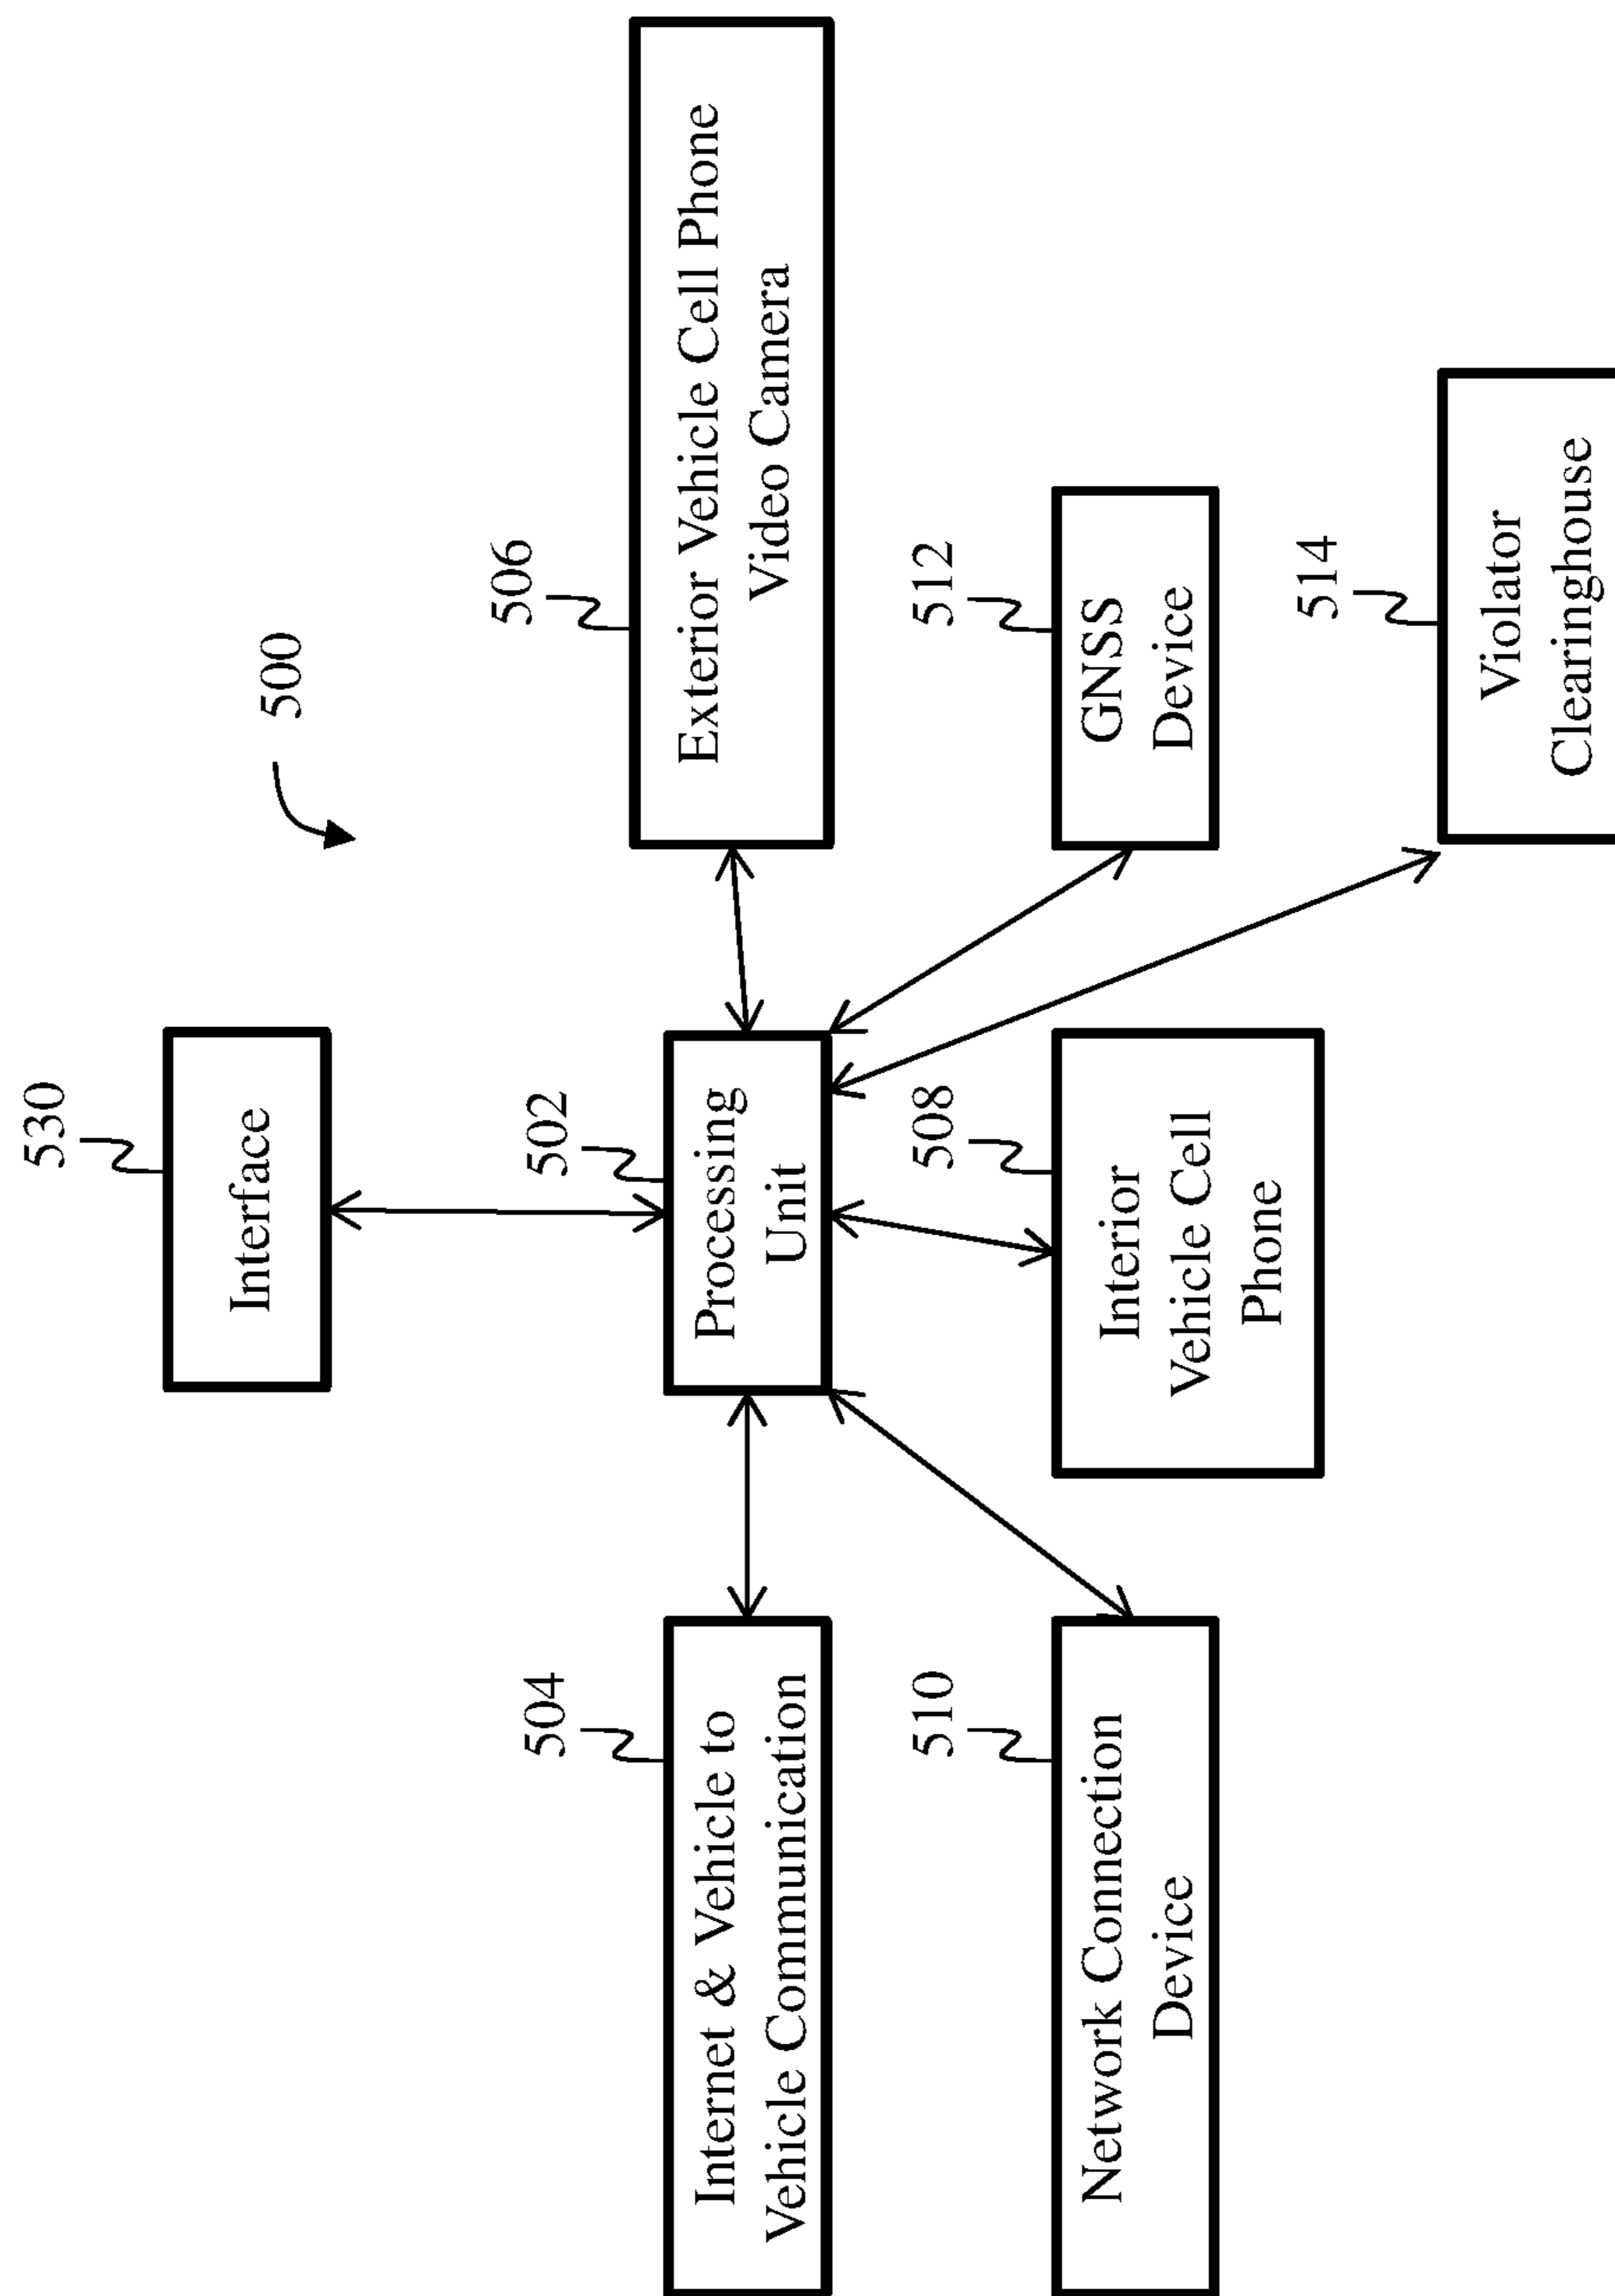 500
530
Interface
504
Internet & Vehicle to
Vehicle Communication
502
Processing
Unit
506
Exterior Vehicle Cell Phone
Video Camera
510
Network Connection
Device
508
Interior
Vehicle Cell
Phone
512
GNSS
Device
514
Violator
Clearinghouse